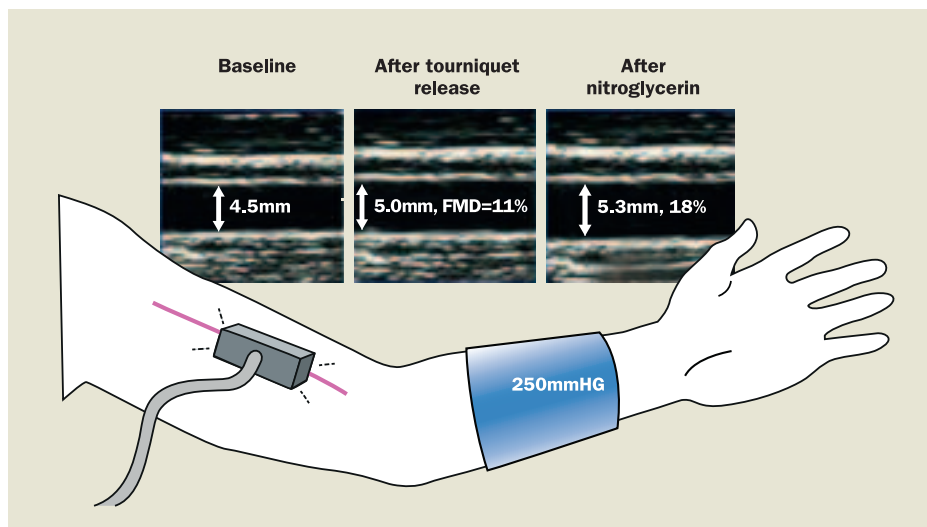 Baseline
After tourniquet
release
After
nitroglycerin
4.5mm
5.0mm, FMD=11%
5.3mm, 18%
250mmHG